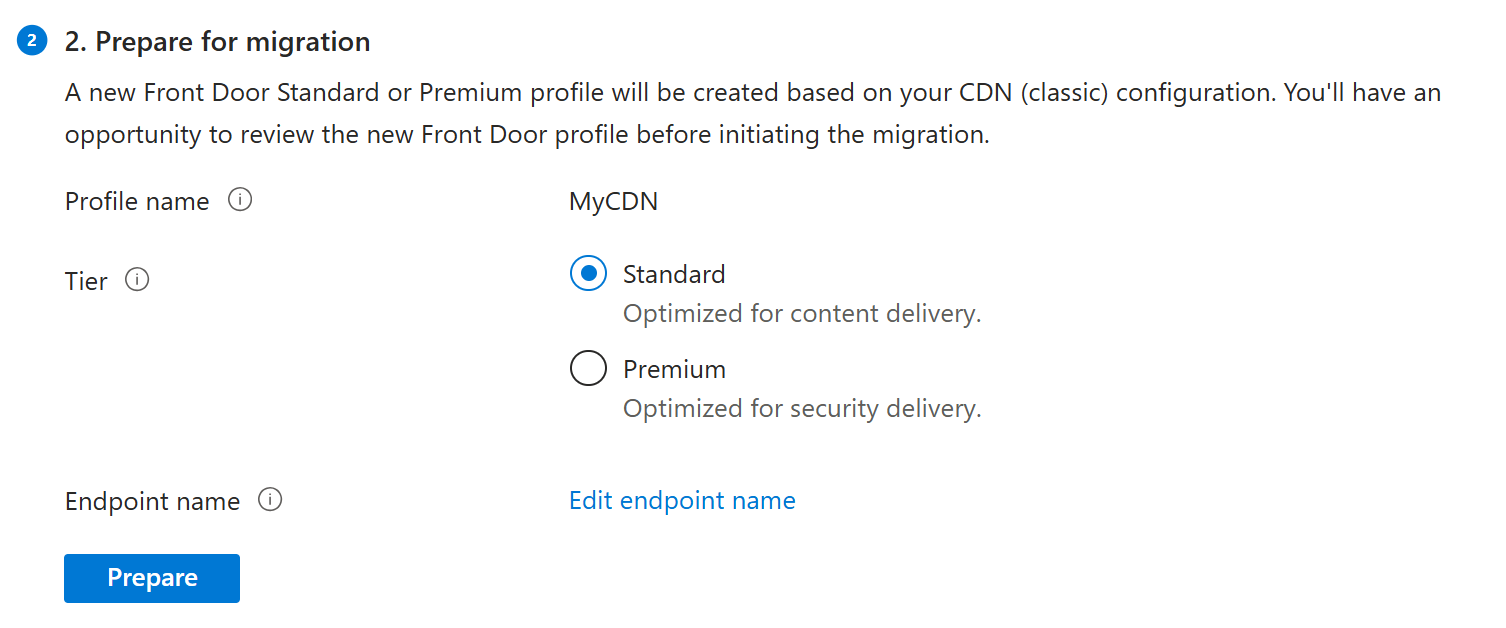 2
2. Prepare for migration
A new Front Door Standard or Premium profile will be created based on your CDN (classic) configuration. You'll have an
opportunity to review the new Front Door profile before initiating the migration.
Profile name
MyCDN
Tier
Standard
Optimized for content delivery.
Premium
Optimized for security delivery.
Endpoint name
Edit endpoint name
Prepare